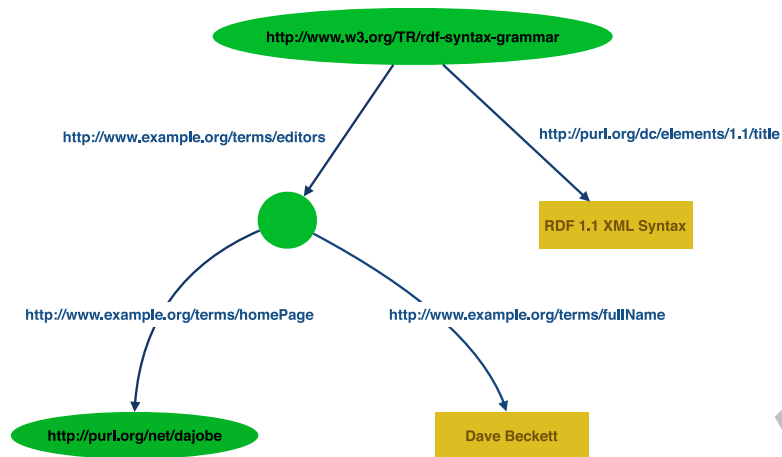 http://www.w3.org/TR/rdf-syntax-grammar
http://www.example.org/terms/editors
http://purl.org/dc/elements/1.1/title
RDF 1.1 XML Syntax
http://www.example.org/terms/homePage
http://www.example.org/terms/fullName
http://purl.org/net/dajobe
Dave Beckett